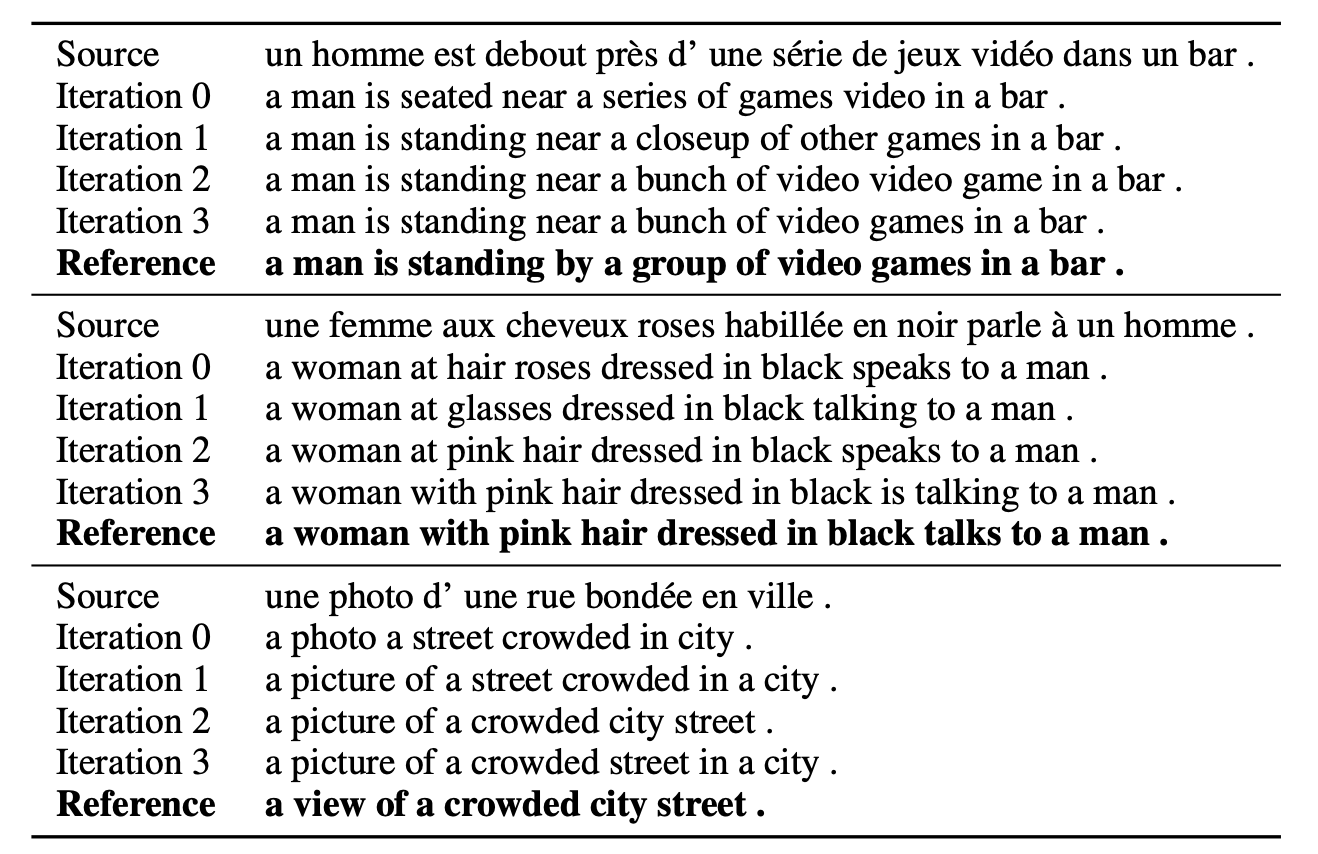 Source un homme est debout près d’ une série de jeux vidéo dans un bar .
Iteration 0 a man is seated near a series of games video in a bar .
Iteration 1 a man is standing near a closeup of other games in a bar .
Iteration 2 a man is standing near a bunch of video video game in a bar .
Iteration 3 a man is standing near a bunch of video games in a bar .
Reference a man is standing by a group of video games in a bar .
Source une femme aux cheveux roses habillée en noir parle à un homme .
Iteration 0 a woman at hair roses dressed in black speaks to a man .
Iteration 1 a woman at glasses dressed in black talking to a man .
Iteration 2 a woman at pink hair dressed in black speaks to a man .
Iteration 3 a woman with pink hair dressed in black is talking to a man .
Reference a woman with pink hair dressed in black talks to a man .
Source une photo d’ une rue bondée en ville .
Iteration 0 a photo a street crowded in city .
Iteration 1 a picture of a street crowded in a city .
Iteration 2 a picture of a crowded city street .
Iteration 3 a picture of a crowded street in a city .
Reference a view of a crowded city street .